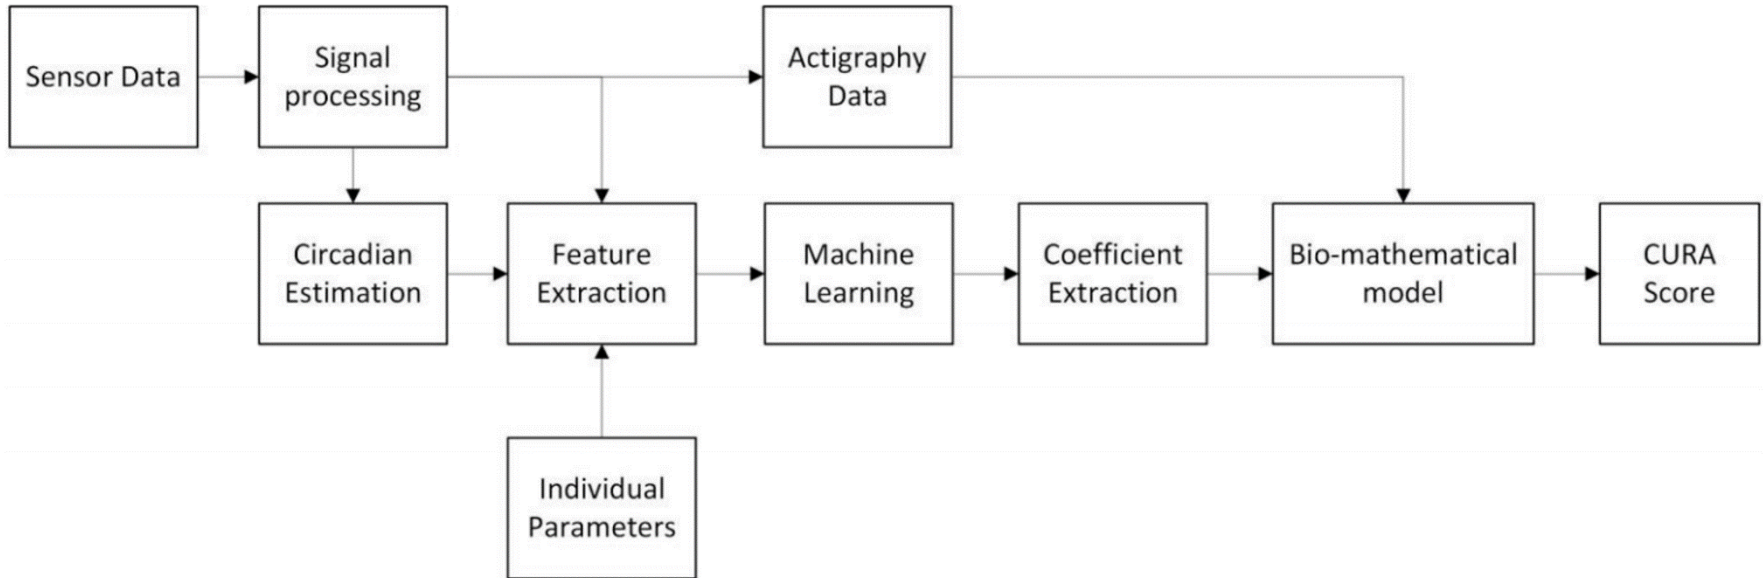 Sensor Data
Signal
processing
Actigraphy
Data
Circadian
Estimation
Feature
Extraction
Machine
Learning
Coefficient
Extraction
Bio-mathematical
model
CURA
Score
Individual
Parameters